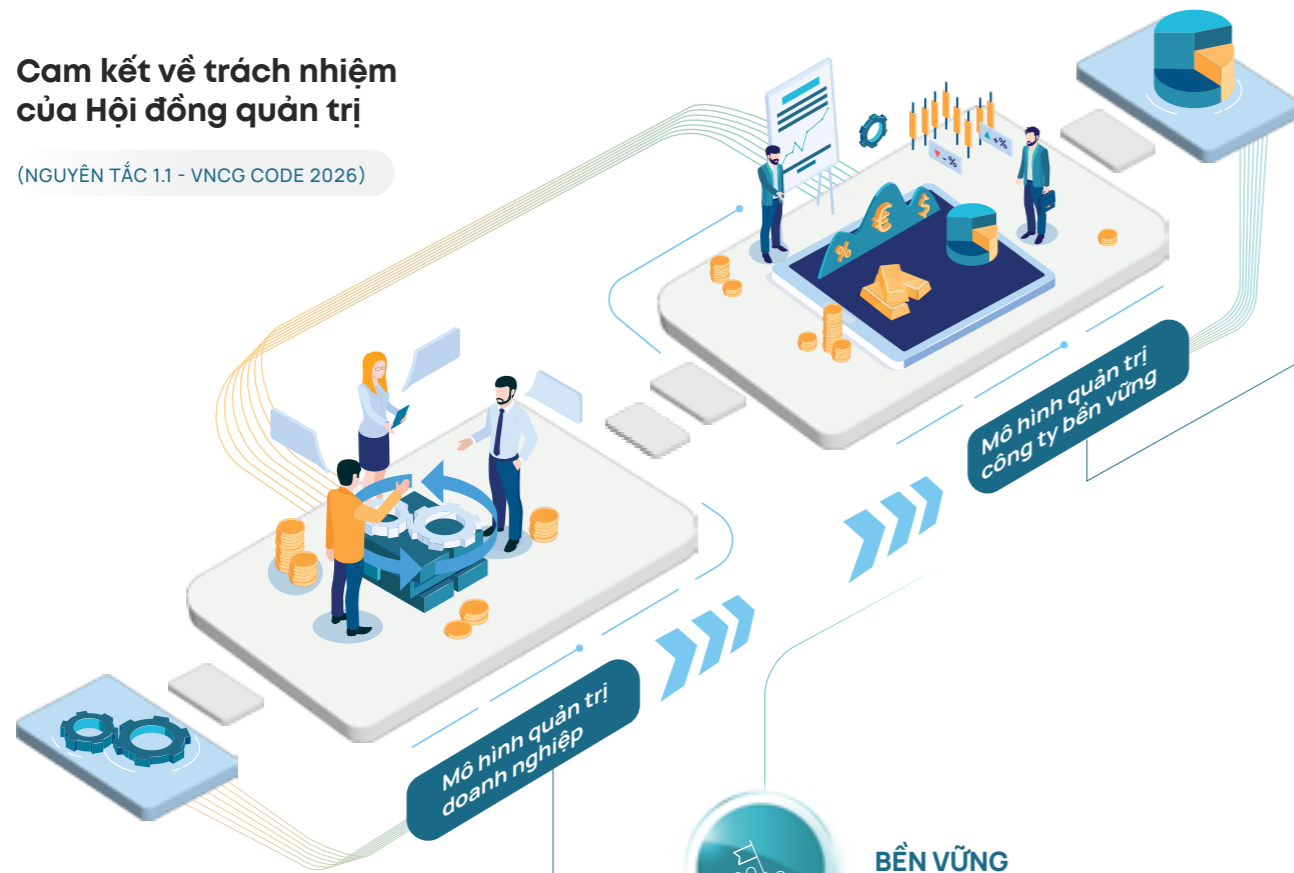 Cam kết về trách nhiệm
của Hội đồng quản trị
(NGUYÊN TẮC 1.1 - VNCG CODE 2026)
- %
+%
%
€
$
Mô hình quản trị
công ty bền vững
Mô hình quản trị
doanh nghiệp
BỀN VỮNG